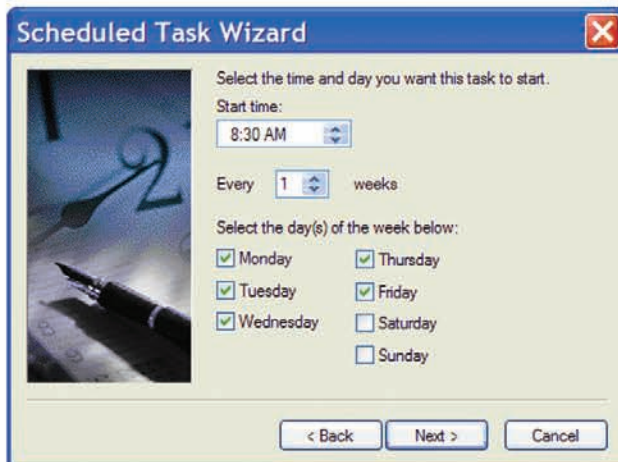 Scheduled Task Wizard
Select the time and day you want this task to start.
Start time:
8:30 AM
Every 1 weeks
Select the day(s) of the week below:
Monday
Thursday
Tuesday
Friday
Wednesday
Saturday
Sunday
< Back
Next >
Cancel